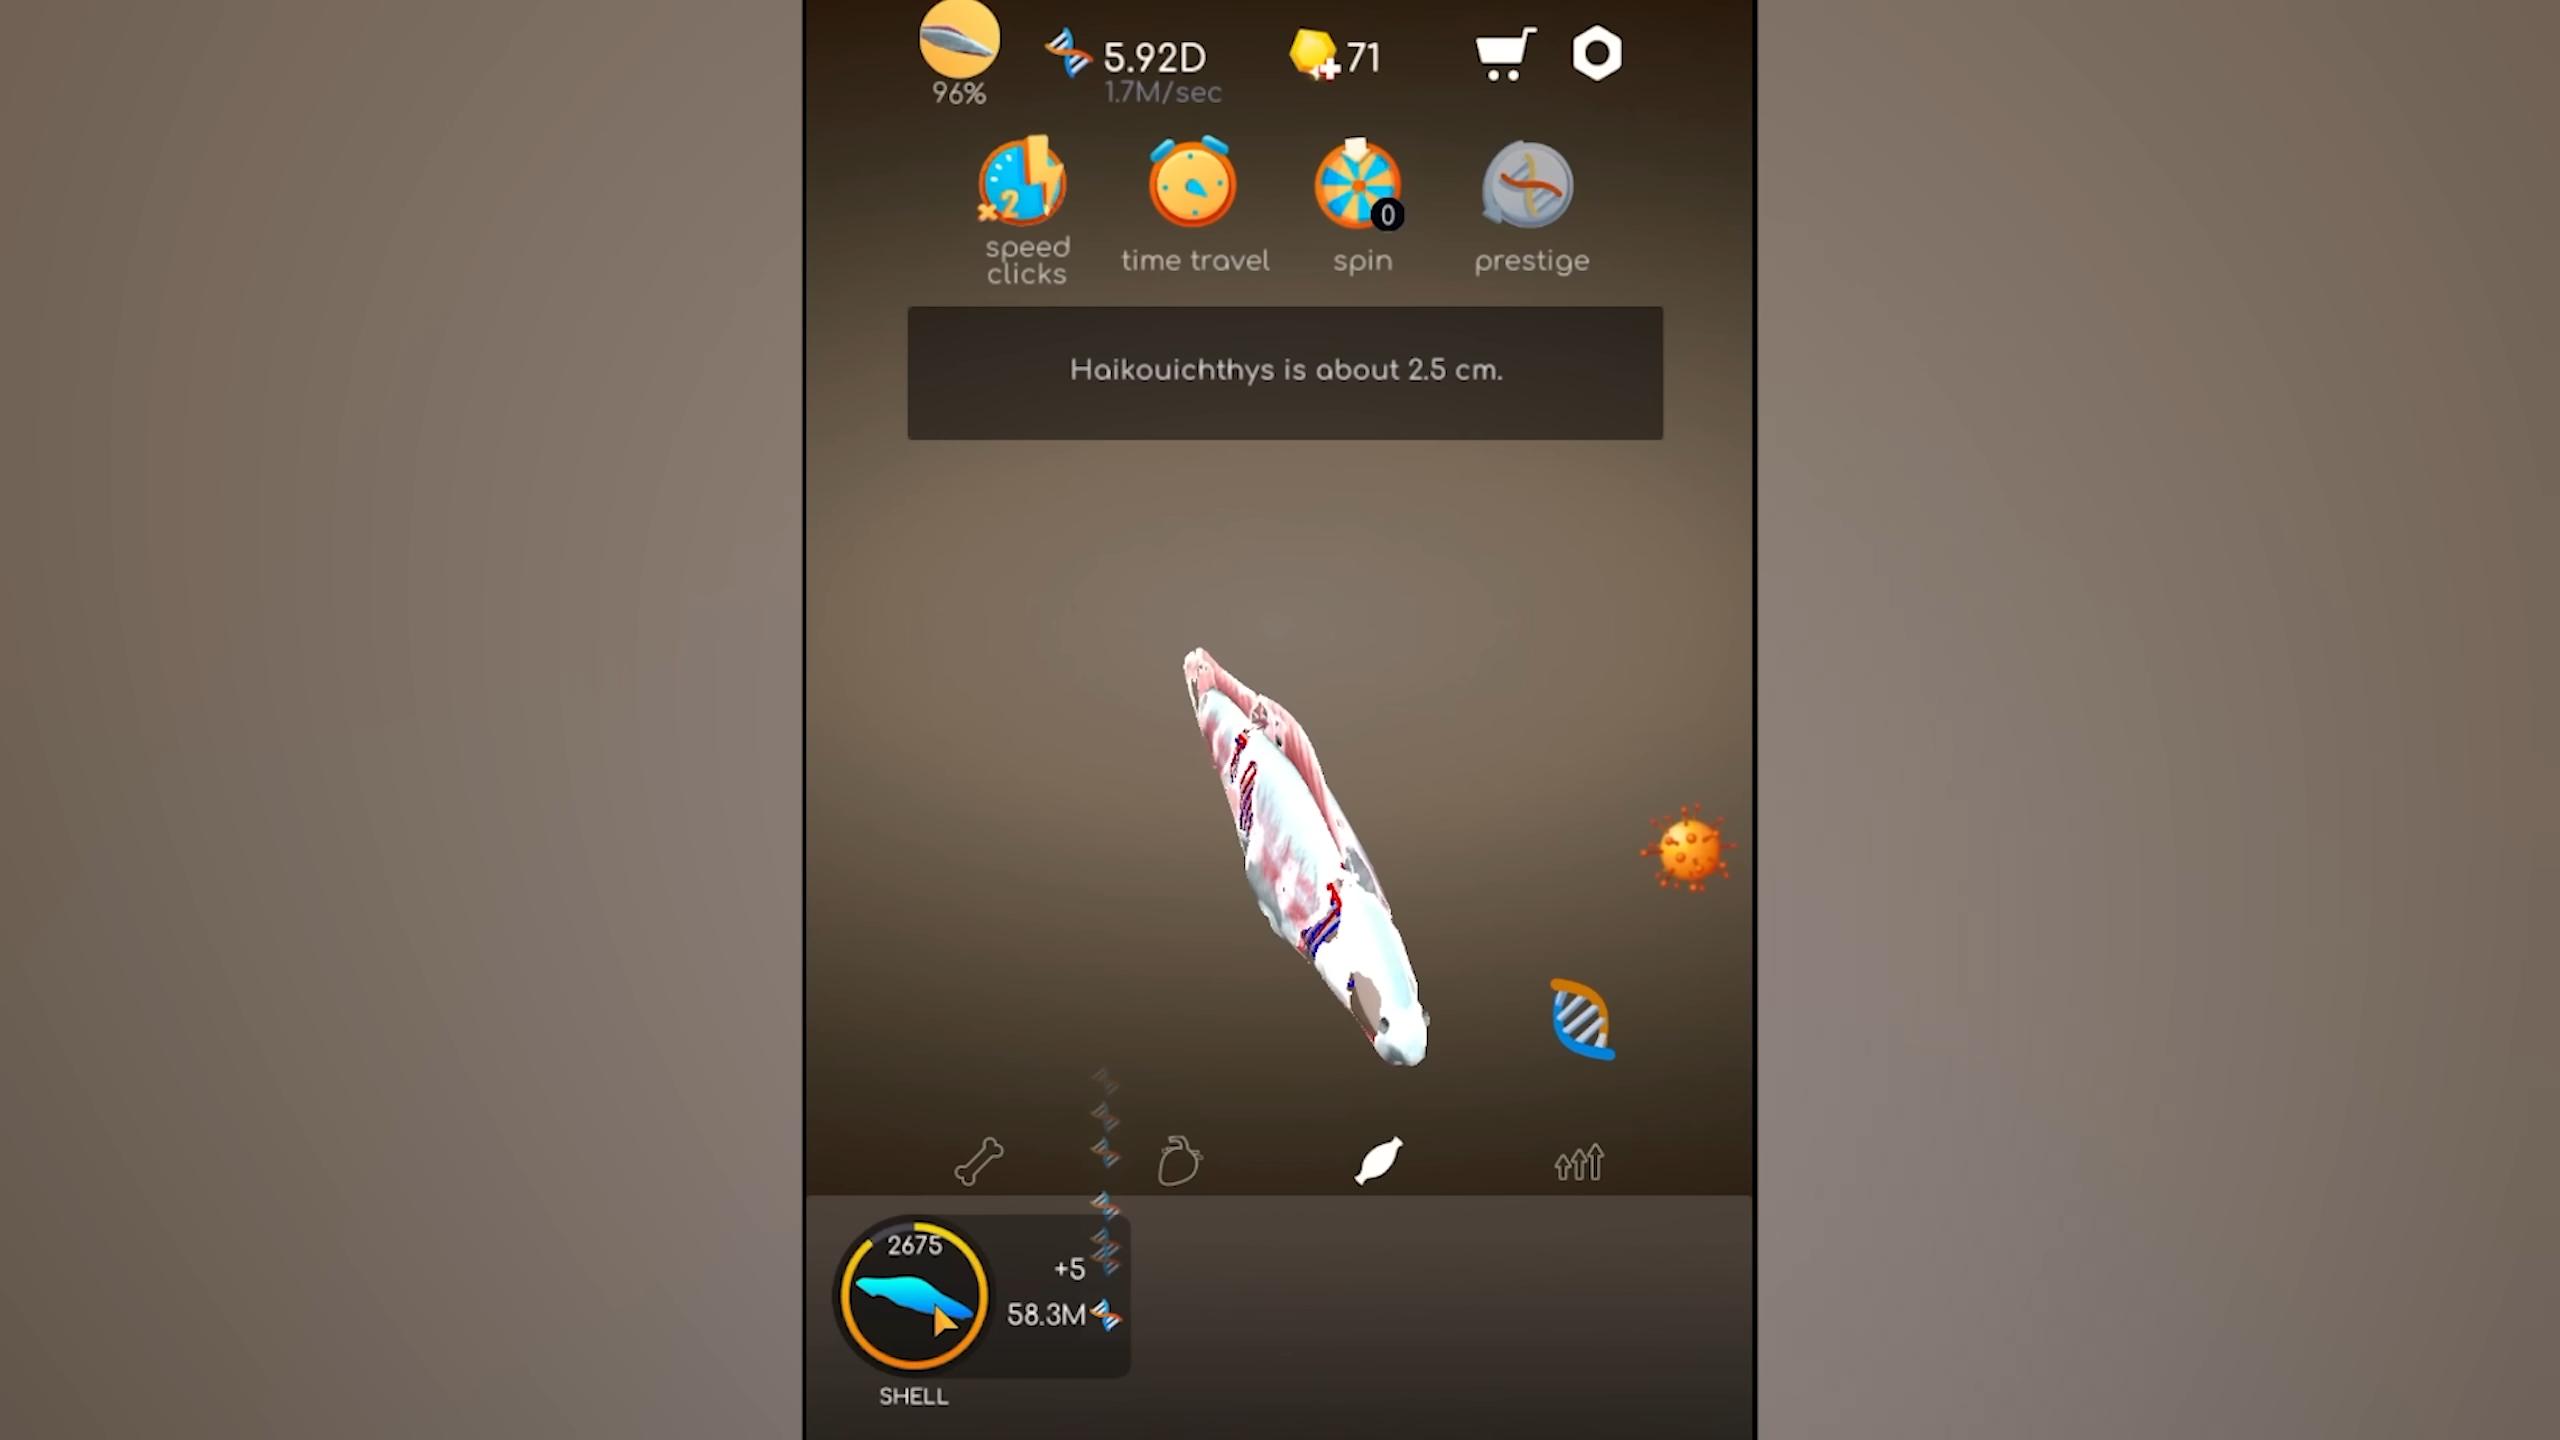 5.92D
71
96%
1.7M/sec
×2
0
speed
clicks
time travel
spin
prestige
Haikouichthys is about 2.5 cm.
2675
+5
58.3M
SHELL